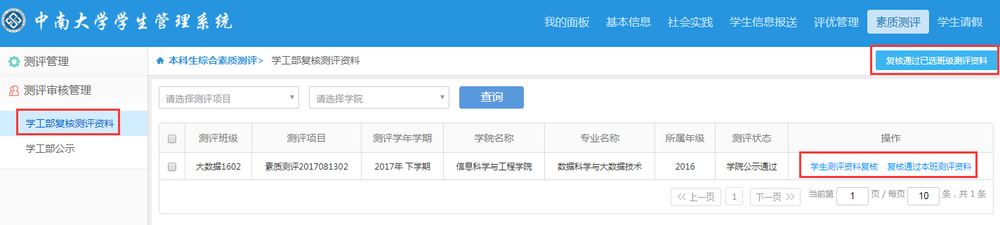 中南大学学生管理系统
我的面板 基本信息 社会实践 学生信息报送 评优管理 素质测评 学生请假
测评管理
测评审核管理
学工部复核测评资料
学工部公示
本科生综合素质测评> 学工部复核测评资料
复核通过已选班级测评资料
请选择测评项目 请选择学院 查询
测评班级 测评项目 测评学年学期 学院名称 专业名称 所属年级 测评状态 操作
大数据1602 素质测评2017081302 2017年 下学期 信息科学与工程学院 数据科学与大数据技术 2016 学院公示通过 学生测评资料复核 复核通过本班测评资料
<< 上一页 1 下一页 >> 当前第 1 页 / 每页 10 条，共 1 条